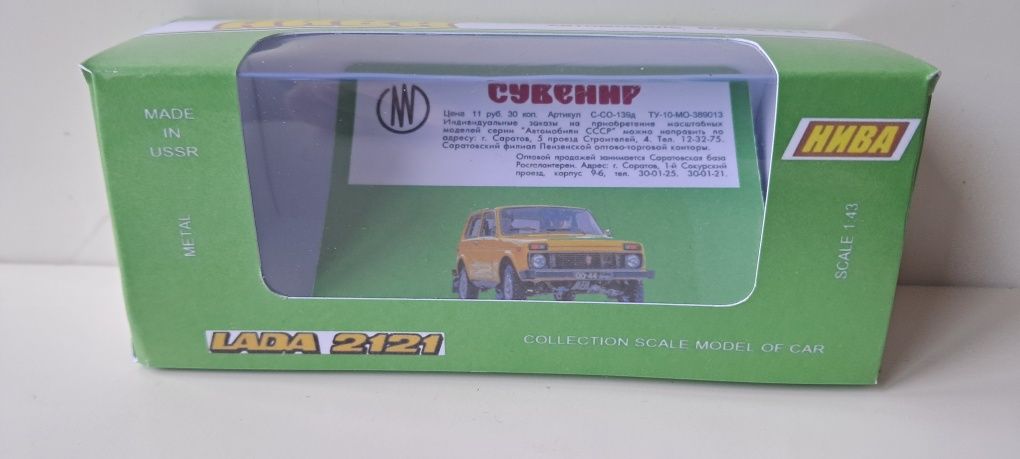 СУВЕНИР
Цена 11 руб. 30 коп. Артикул С-СО-139д ТУ-10-МО-389013
Индивидуальные заказы на приобретение масштабных
моделей серии "Автомобили СССР" можно направить по
адресу: г. Саратов, 5 проезд Строителей, 4. Тел. 12-32-75.
Саратовский филиал Пензенской оптово-торговой конторы.
Оптовой продажей занимается Саратовская база
Росгалантереи. Адрес: г. Саратов, 1-й Сокурский
проезд, корпус 9-б, тел. 30-01-25. 30-01-21.
MADE
IN
USSR
НИВА
METAL
SCALE 1:43
LADA 2121
COLLECTION SCALE MODEL OF CAR